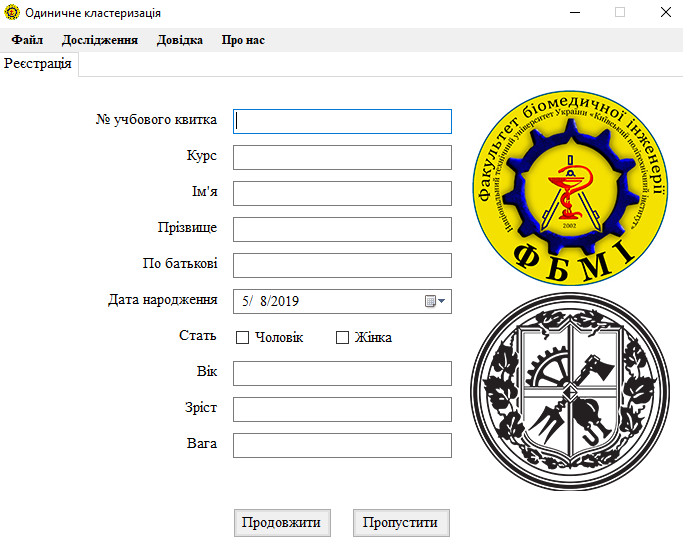 Одиничне кластеризація
Файл Дослідження Довідка Про нас
Реєстрація
№ учбового квитка
Курс
Ім'я
Прізвище
По батькові
Дата народження 5/ 8/2019
Стать Чоловік Жінка
Вік
Зріст
Вага
Продовжити Пропустити
Факультет біомедичної інженерії
Національний технічний університет України «Київський політехнічний інститут»
2002
ФБМІ